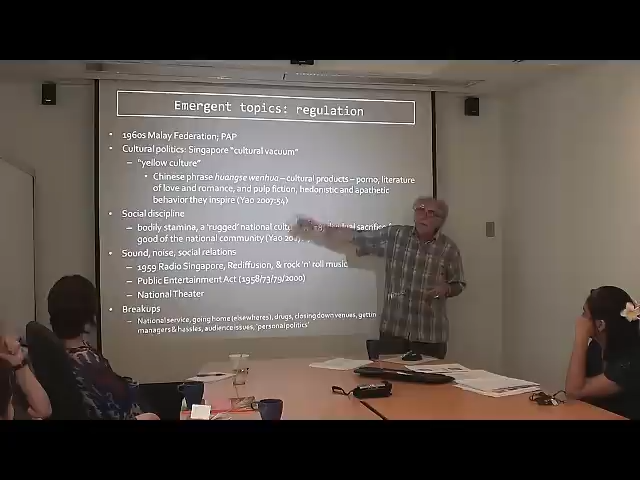 Emergent topics: regulation
• 1960s Malay Federation; PAP
• Cultural politics: Singapore "cultural vacuum"
– "yellow culture"
• Chinese phrase huangse wenhua – cultural products – porno, literature
of love and romance, and pulp fiction, hedonistic and apathetic
behavior they inspire (Yao 2007:54)
• Social discipline
– bodily stamina, a 'rugged' national
good of the national community (Yao
• Sound, noise, social relations
– 1959 Radio Singapore, Rediffusion, & rock 'n' roll music
– Public Entertainment Act (1958/73/79/2000)
– National Theater
• Breakups
– National service, going home (elsewheres), drugs, closing down venues,
managers & hassles, audience issues, 'personal politics'